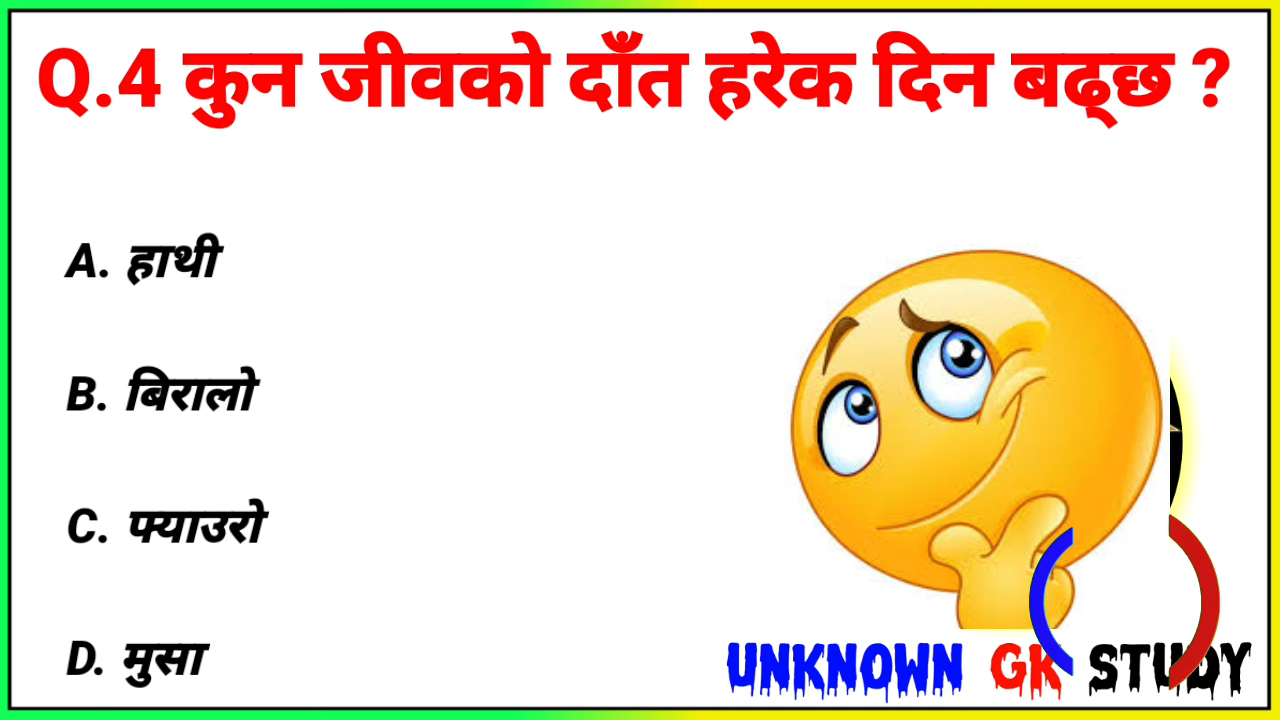 Q.4 कुन जीवको दाँत हरेक दिन बढ्छ ?
A. हाथी
B. बिरालो
C. फ्याउरो
D. मुसा
UNKNOWN GK STUDY